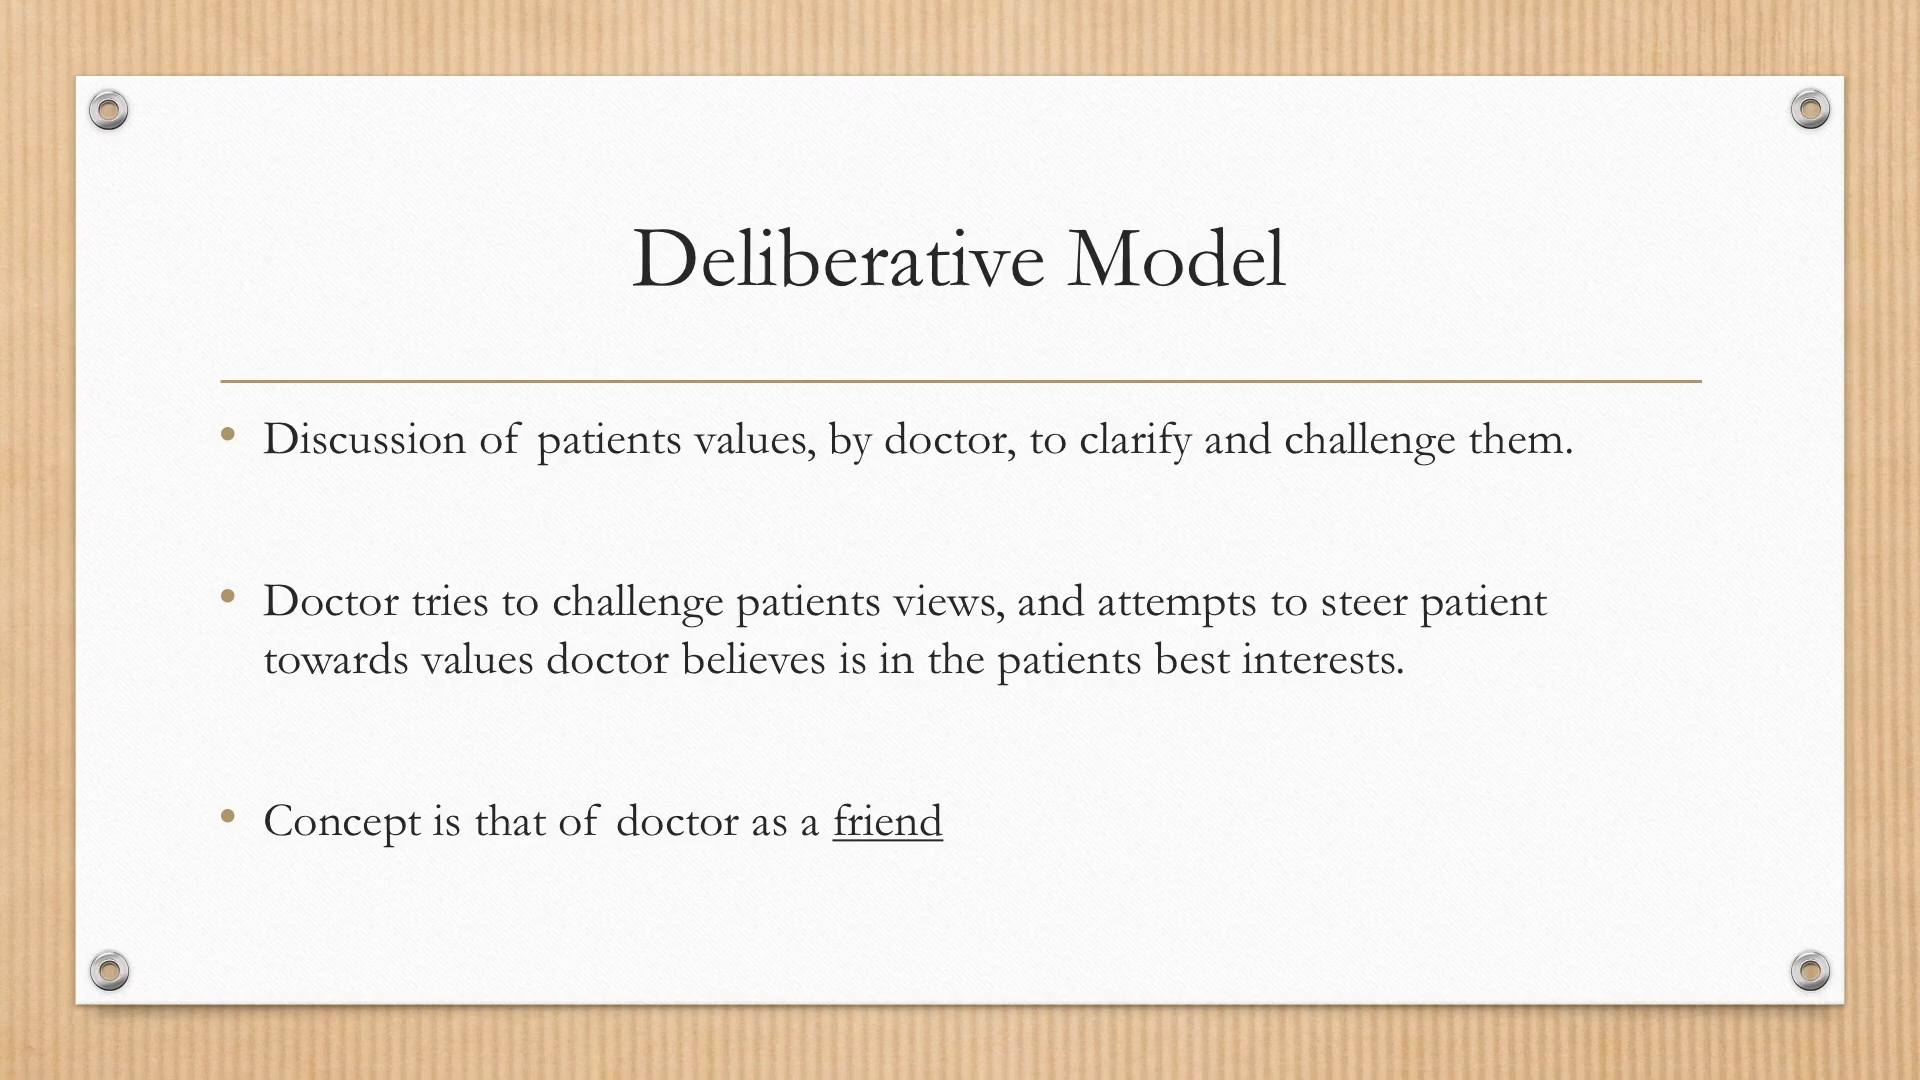 Deliberative Model
• Discussion of patients values, by doctor, to clarify and challenge them.
• Doctor tries to challenge patients views, and attempts to steer patient
towards values doctor believes is in the patients best interests.
• Concept is that of doctor as a friend